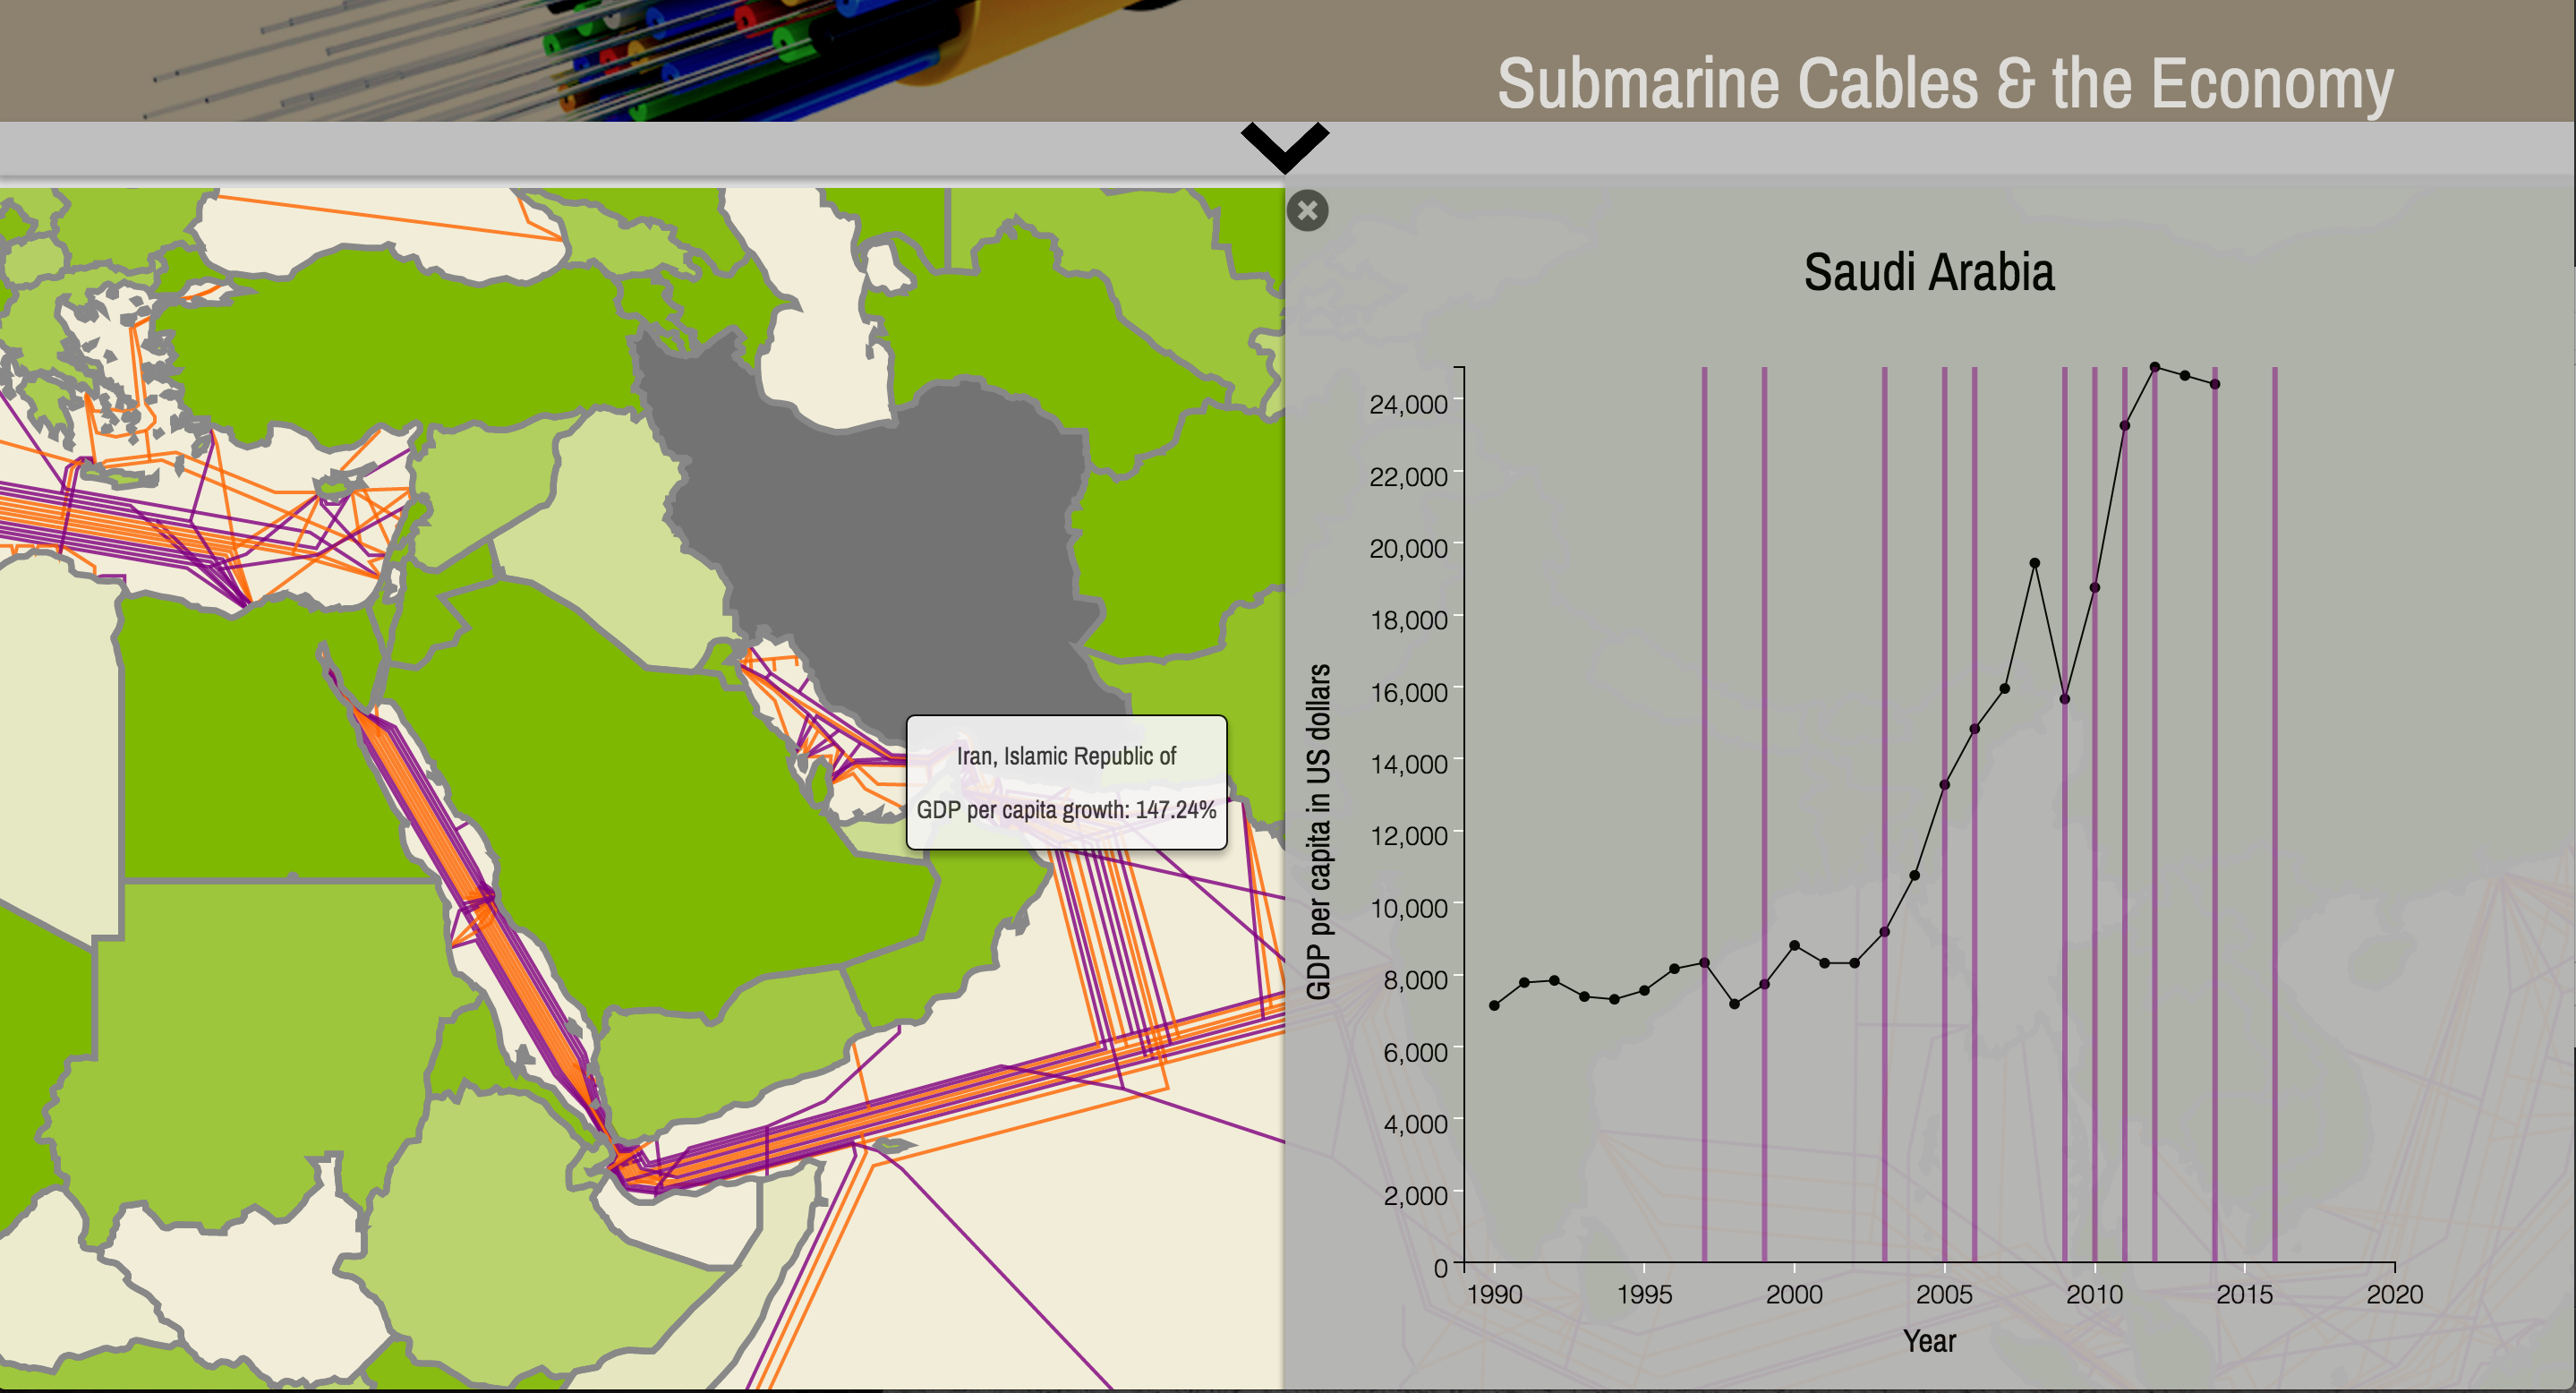 Submarine Cables & the Economy
Iran, Islamic Republic of
GDP per capita growth: 147.24%
Saudi Arabia
GDP per capita in US dollars
24,000
22,000
20,000
18,000
16,000
14,000
12,000
10,000
8,000
6,000
4,000
2,000
0
1990 1995 2000 2005 2010 2015 2020
Year